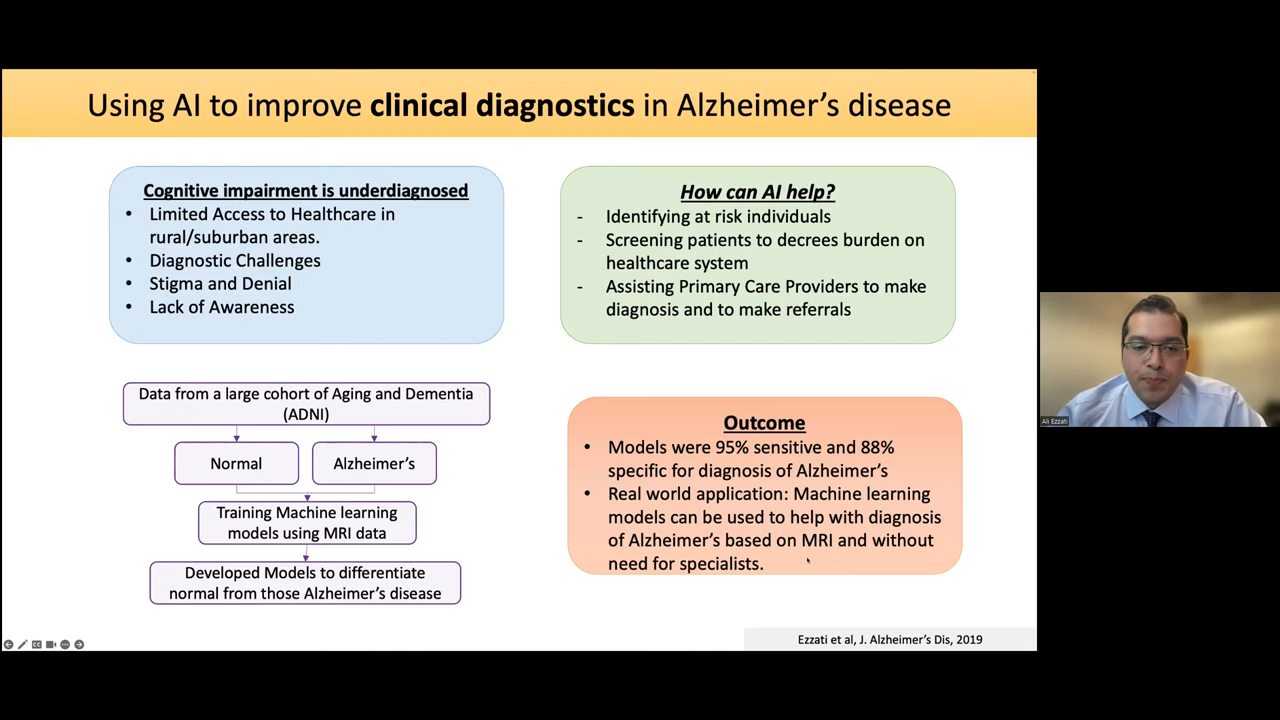 Using AI to improve clinical diagnostics in Alzheimer's disease
Cognitive impairment is underdiagnosed
• Limited Access to Healthcare in
rural/suburban areas.
• Diagnostic Challenges
• Stigma and Denial
• Lack of Awareness
How can AI help?
- Identifying at risk individuals
- Screening patients to decrees burden on
healthcare system
- Assisting Primary Care Providers to make
diagnosis and to make referrals
Data from a large cohort of Aging and Dementia
(ADNI)
Normal
Alzheimer's
Training Machine learning
models using MRI data
Developed Models to differentiate
normal from those Alzheimer's disease
Outcome
• Models were 95% sensitive and 88%
specific for diagnosis of Alzheimer's
• Real world application: Machine learning
models can be used to help with diagnosis
of Alzheimer's based on MRI and without
need for specialists.
Ezzati et al, J. Alzheimer's Dis, 2019
Ali Ezzati